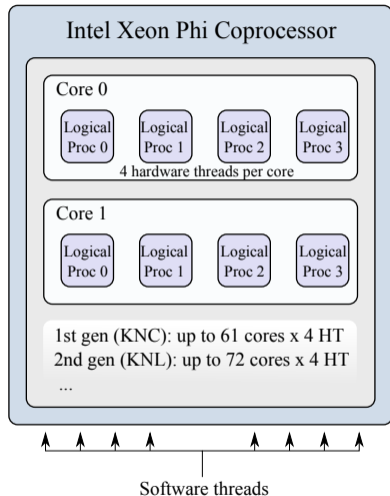 Intel Xeon Phi Coprocessor
Core 0
Logical Logical Logical Logical
Proc 0 Proc 1 Proc 2 Proc 3
4 hardware threads per core
Core 1
Logical Logical Logical Logical
Proc 0 Proc 1 Proc 2 Proc 3
1st gen (KNC): up to 61 cores x 4 HT
2nd gen (KNL): up to 72 cores x 4 HT
...
Software threads